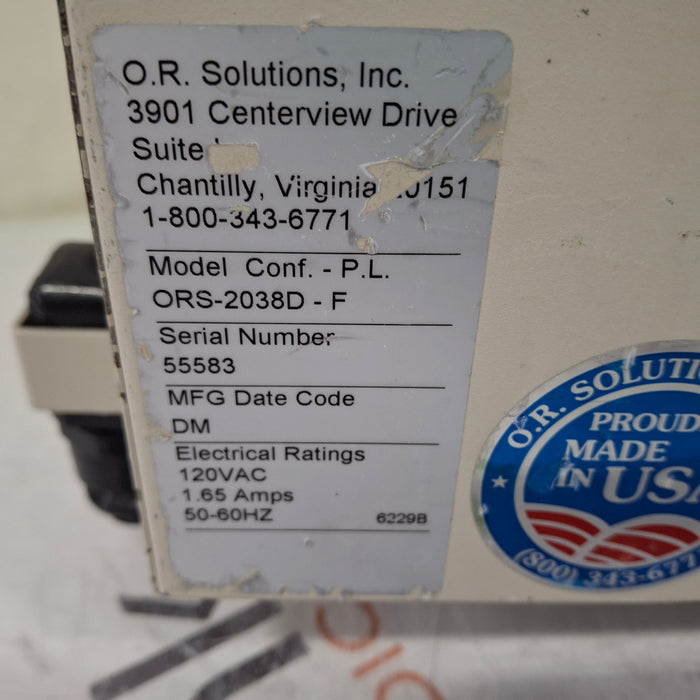 O.R. Solutions, Inc.
3901 Centerview Drive
Suite
Chantilly, Virginia 20151
1-800-343-6771
Model Conf. - P.L.
ORS-2038D - F
Serial Number
55583
MFG Date Code
DM
Electrical Ratings
120VAC
1.65 Amps
50-60HZ 6229B
O.R. SOLUTI
PROUD
MADE
IN USA
(800) 343-677